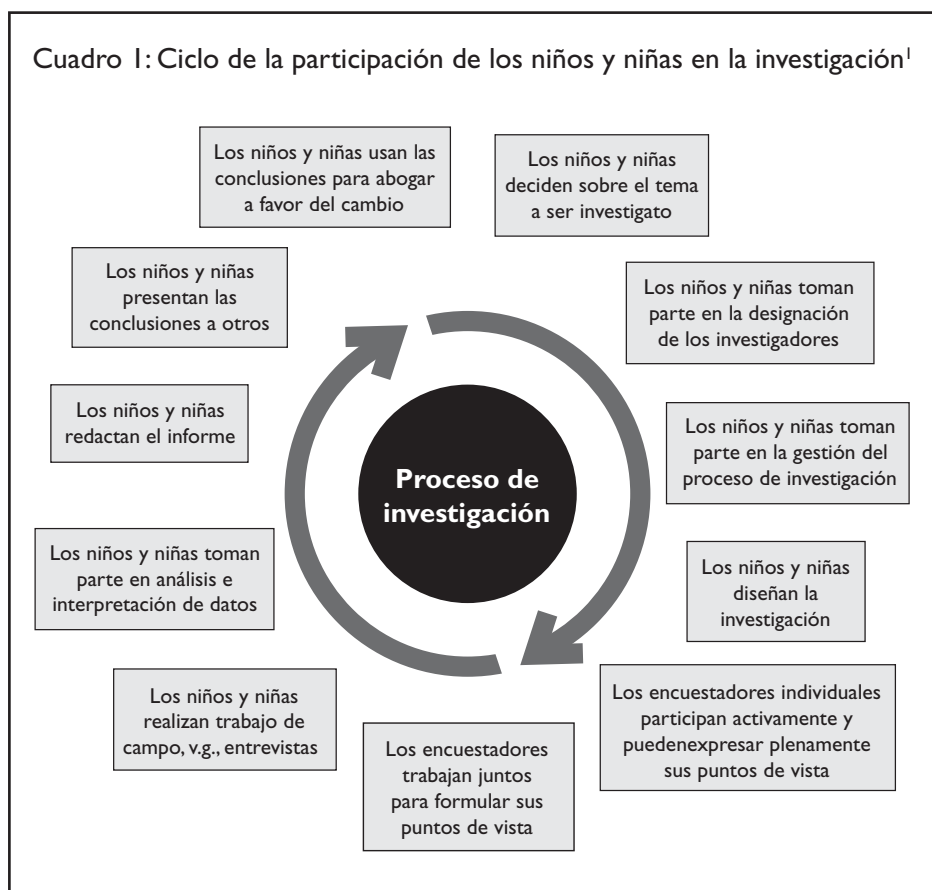 Cuadro 1: Ciclo de la participación de los niños y niñas en la investigación¹
Los niños y niñas usan las
conclusiones para abogar
a favor del cambio
Los niños y niñas
deciden sobre el tema
a ser investigato
Los niños y niñas toman
parte en la designación
de los investigadores
Los niños y niñas toman
parte en la gestión del
proceso de investigación
Los niños y niñas
diseñan la
investigación
Los encuestadores individuales
participan activamente y
puedenexpresar plenamente
sus puntos de vista
Los encuestadores
trabajan juntos
para formular sus
puntos de vista
Los niños y niñas
realizan trabajo de
campo, v.g., entrevistas
Los niños y niñas toman
parte en análisis e
interpretación de datos
Los niños y niñas
redactan el informe
Los niños y niñas
presentan las
conclusiones a otros
Proceso de
investigación